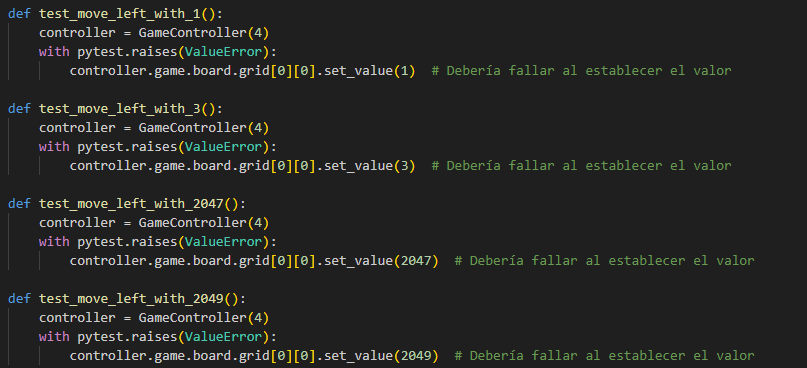 def test_move_left_with_1():
    controller = GameController(4)
    with pytest.raises(ValueError):
        controller.game.board.grid[0][0].set_value(1)  # Debería fallar al establecer el valor

def test_move_left_with_3():
    controller = GameController(4)
    with pytest.raises(ValueError):
        controller.game.board.grid[0][0].set_value(3)  # Debería fallar al establecer el valor

def test_move_left_with_2047():
    controller = GameController(4)
    with pytest.raises(ValueError):
        controller.game.board.grid[0][0].set_value(2047)  # Debería fallar al establecer el valor

def test_move_left_with_2049():
    controller = GameController(4)
    with pytest.raises(ValueError):
        controller.game.board.grid[0][0].set_value(2049)  # Debería fallar al establecer el valor